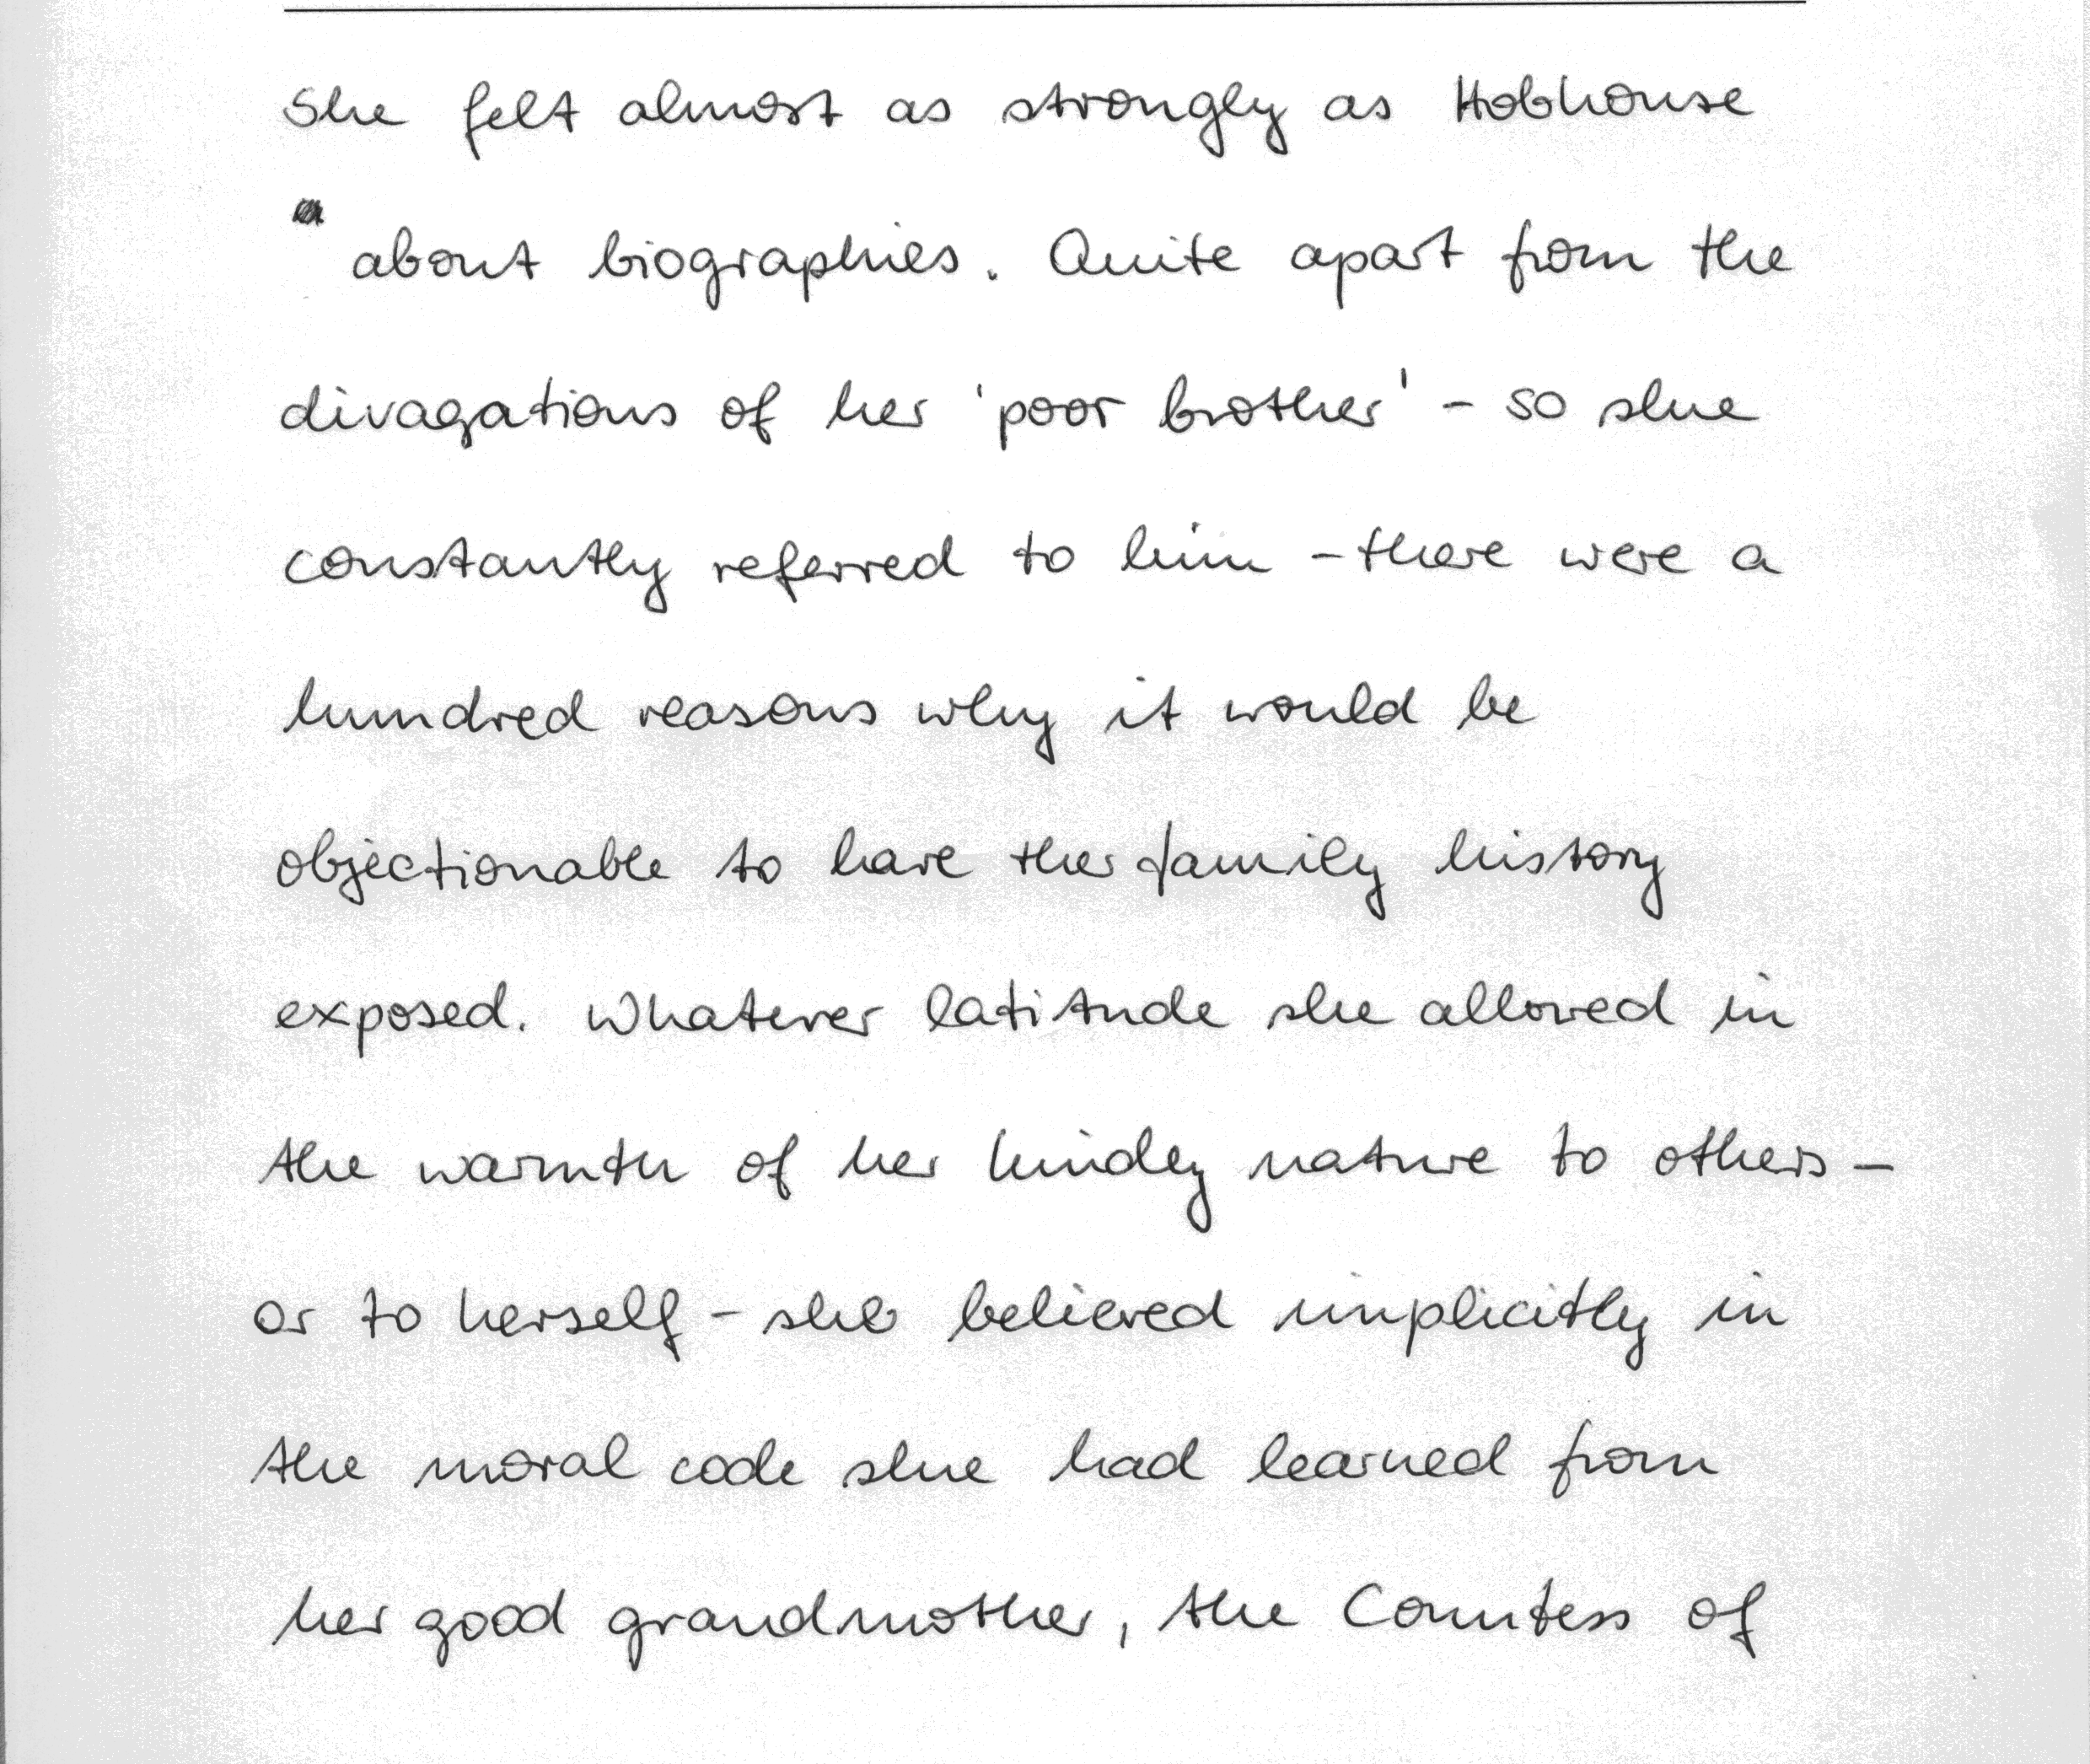 She felt almost as strongly as Hobhouse
about biographies. Quite apart from the
divagations of her 'poor brother' - so she
constantly referred to him - there were a
hundred reasons why it would be
objectionable to have the family history
exposed. Whatever latitude she allowed in
the warmth of her kindly nature to others -
or to herself - she believed implicitly in
the moral code she had learned from
her good grandmother, the Countess of